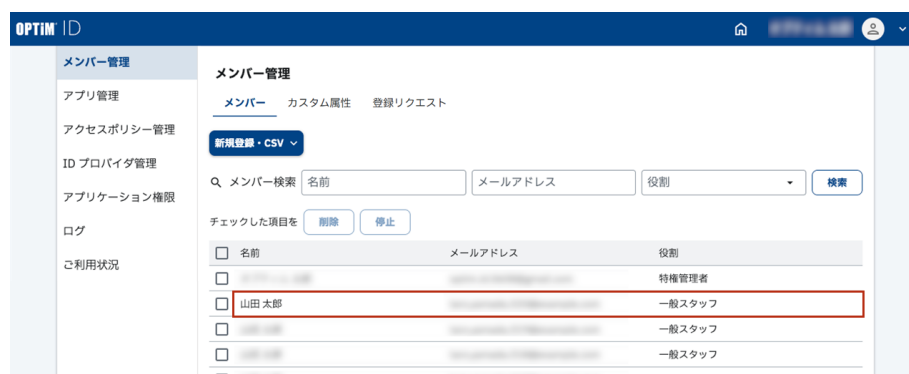 OPTiM ID
メンバー管理
アプリ管理
アクセスポリシー管理
ID プロバイダ管理
アプリケーション権限
ログ
ご利用状況
メンバー管理
メンバー カスタム属性 登録リクエスト
新規登録・CSV
メンバー検索 名前 メールアドレス 役割 検索
チェックした項目を 削除 停止
名前 メールアドレス 役割
特権管理者
山田 太郎 一般スタッフ
一般スタッフ
一般スタッフ